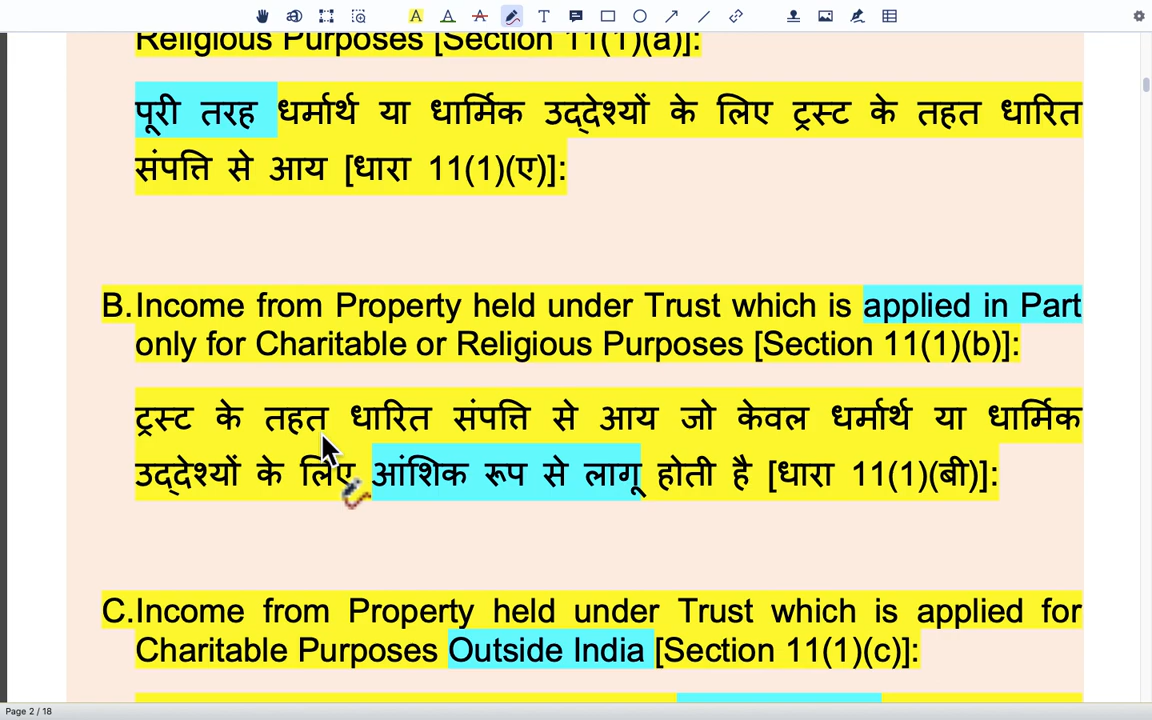 Religious Purposes [Section 11(1)(a)]:
पूरी तरह धर्मार्थ या धार्मिक उद्देश्यों के लिए ट्रस्ट के तहत धारित
संपत्ति से आय [धारा 11(1)(ए)]:
B.Income from Property held under Trust which is applied in Part
only for Charitable or Religious Purposes [Section 11(1)(b)]:
ट्रस्ट के तहत धारित संपत्ति से आय जो केवल धर्मार्थ या धार्मिक
उद्देश्यों के लिए आंशिक रूप से लागू होती है [धारा 11(1)(बी)]:
C.Income from Property held under Trust which is applied for
Charitable Purposes Outside India [Section 11(1)(c)]:
Page 2 / 18